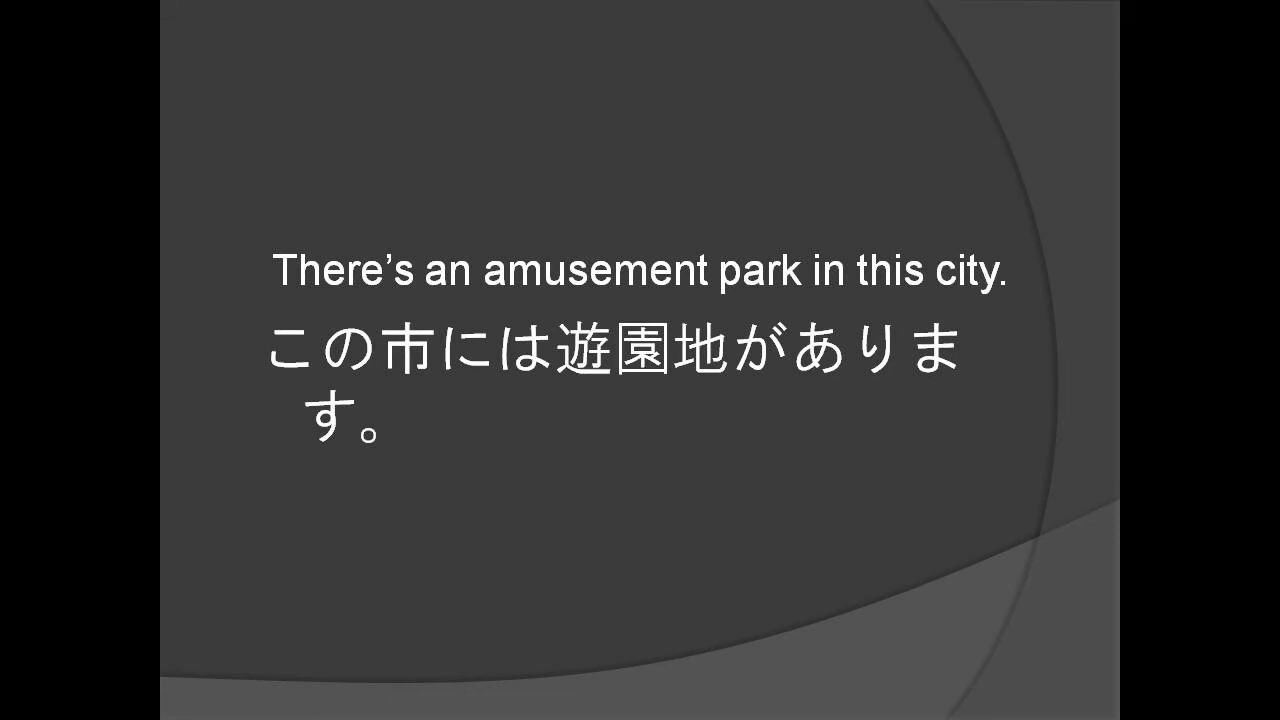 There’s an amusement park in this city.
この市には遊園地がありま
す。